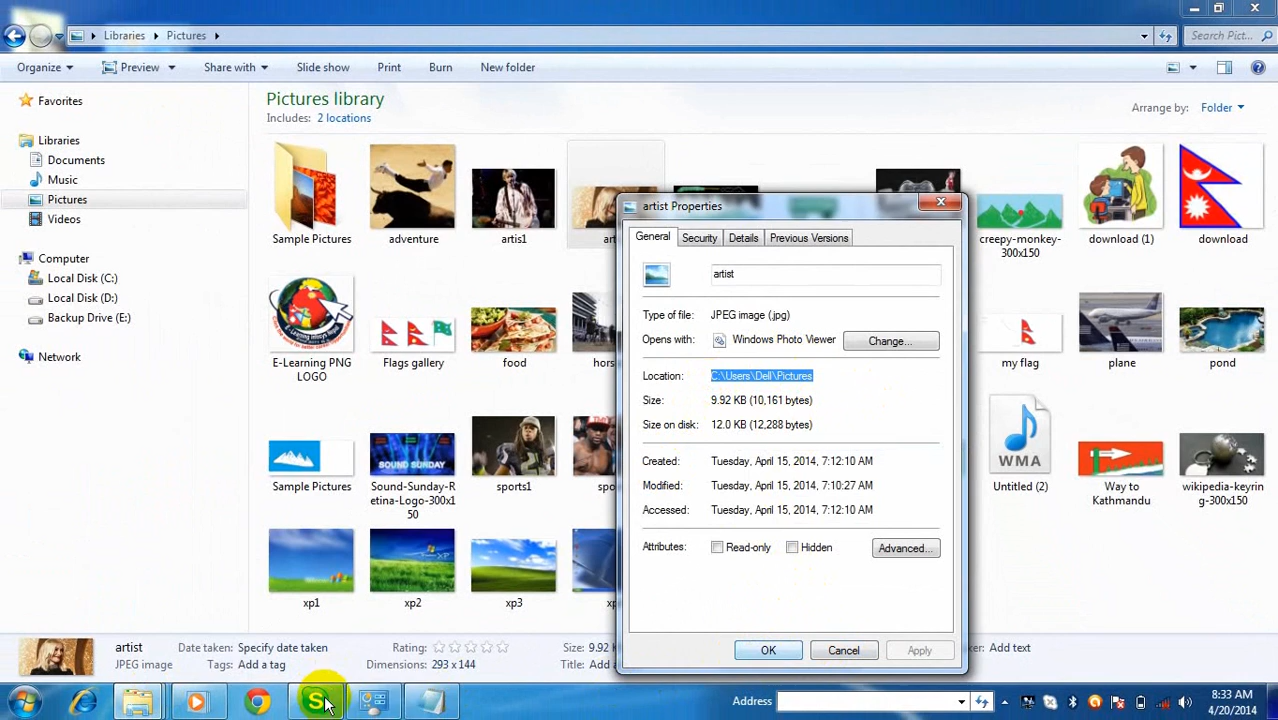 Libraries Pictures
Search Pict...
Organize Preview Share with Slide show Print Burn New folder
Favorites
Libraries
Documents
Music
Pictures
Videos
Computer
Local Disk (C:)
Local Disk (D:)
Backup Drive (E:)
Network
Pictures library
Includes: 2 locations
Arrange by: Folder
Sample Pictures
adventure
artis1
creepy-monkey-
300x150
download (1)
download
E-Learning PNG
LOGO
Flags gallery
food
my flag
plane
pond
Sample Pictures
Sound-Sunday-R
etina-Logo-300x1
50
SOUND SUNDAY
sports1
WMA
Untitled (2)
Way to
Kathmandu
wikipedia-keyrin
g-300x150
xp1
xp2
xp3
artist Properties
General Security Details Previous Versions
artist
Type of file: JPEG image (.jpg)
Opens with: Windows Photo Viewer Change...
Location: C:\Users\Dell\Pictures
Size: 9.92 KB (10,161 bytes)
Size on disk: 12.0 KB (12,288 bytes)
Created: Tuesday, April 15, 2014, 7:12:10 AM
Modified: Tuesday, April 15, 2014, 7:10:27 AM
Accessed: Tuesday, April 15, 2014, 7:12:10 AM
Attributes: Read-only Hidden Advanced...
OK Cancel Apply
artist Date taken: Specify date taken Rating: Size: 9.92 K Add text
JPEG image Tags: Add a tag Dimensions: 293 x 144 Title: Add
S
Address
8:33 AM
4/20/2014